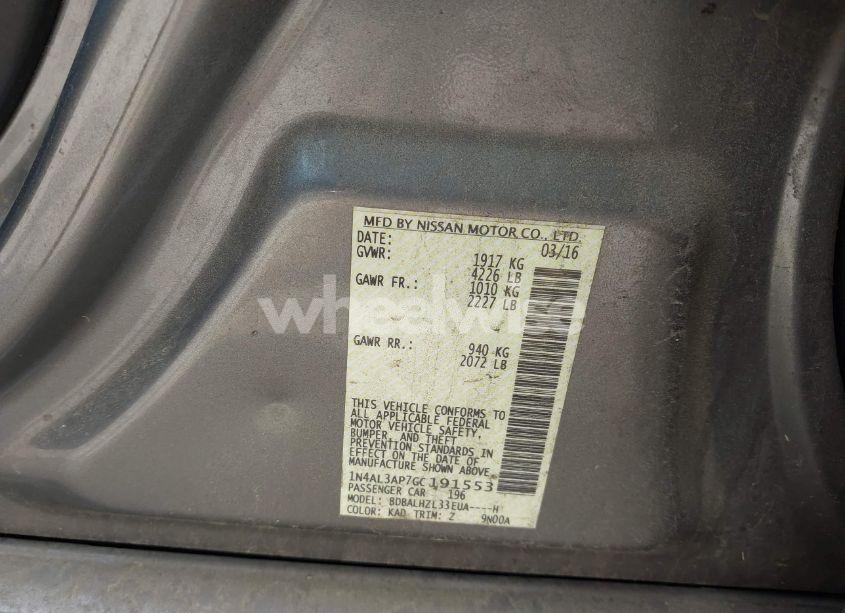 MFD BY NISSAN MOTOR CO., LTD.
DATE: 03/16
GVWR: 1917 KG
4226 LB
GAWR FR.: 1010 KG
2227 LB
wheelwise
GAWR RR.: 940 KG
2072 LB
THIS VEHICLE CONFORMS TO
ALL APPLICABLE FEDERAL
MOTOR VEHICLE SAFETY,
BUMPER, AND THEFT
PREVENTION STANDARDS IN
EFFECT ON THE DATE OF
MANUFACTURE SHOWN ABOVE.
1N4AL3AP7GC191553
PASSENGER CAR 196
MODEL: BDBALHZL33EUA----H
COLOR: KAD TRIM: Z 9N00A